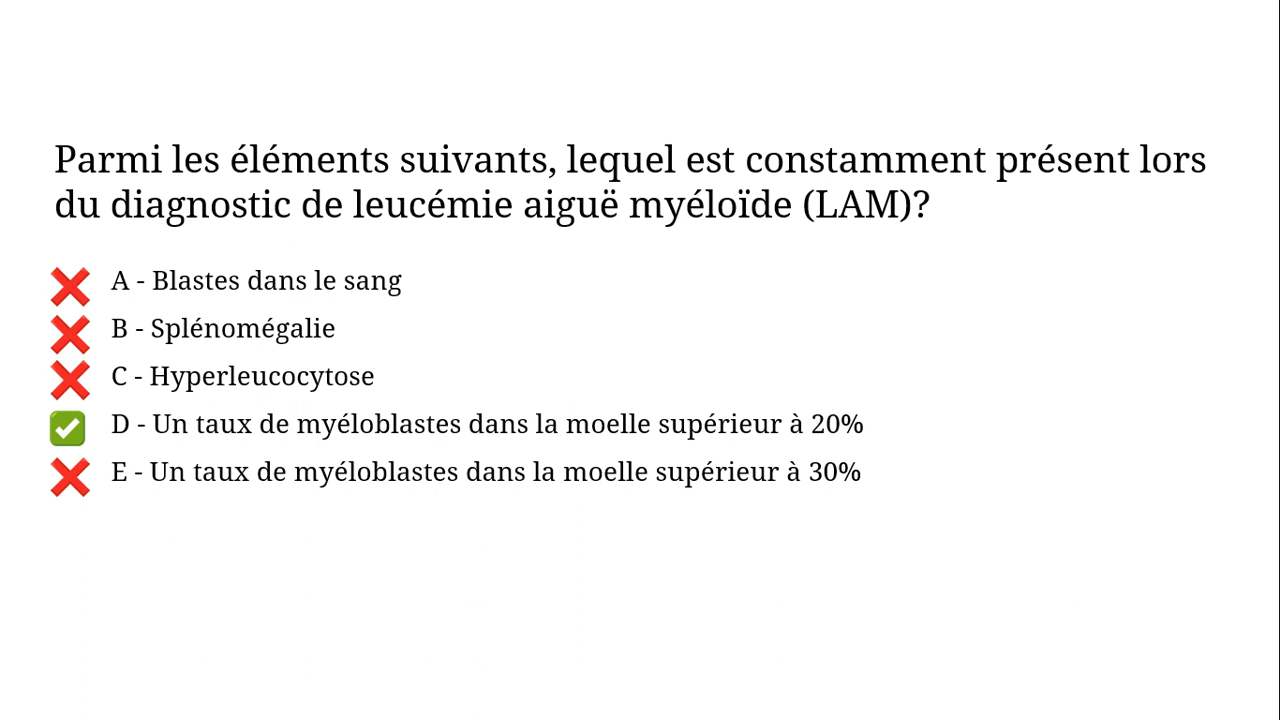 Parmi les éléments suivants, lequel est constamment présent lors
du diagnostic de leucémie aiguë myéloïde (LAM)?
❌ A - Blastes dans le sang
❌ B - Splénomégalie
❌ C - Hyperleucocytose
✅ D - Un taux de myéloblastes dans la moelle supérieur à 20%
❌ E - Un taux de myéloblastes dans la moelle supérieur à 30%